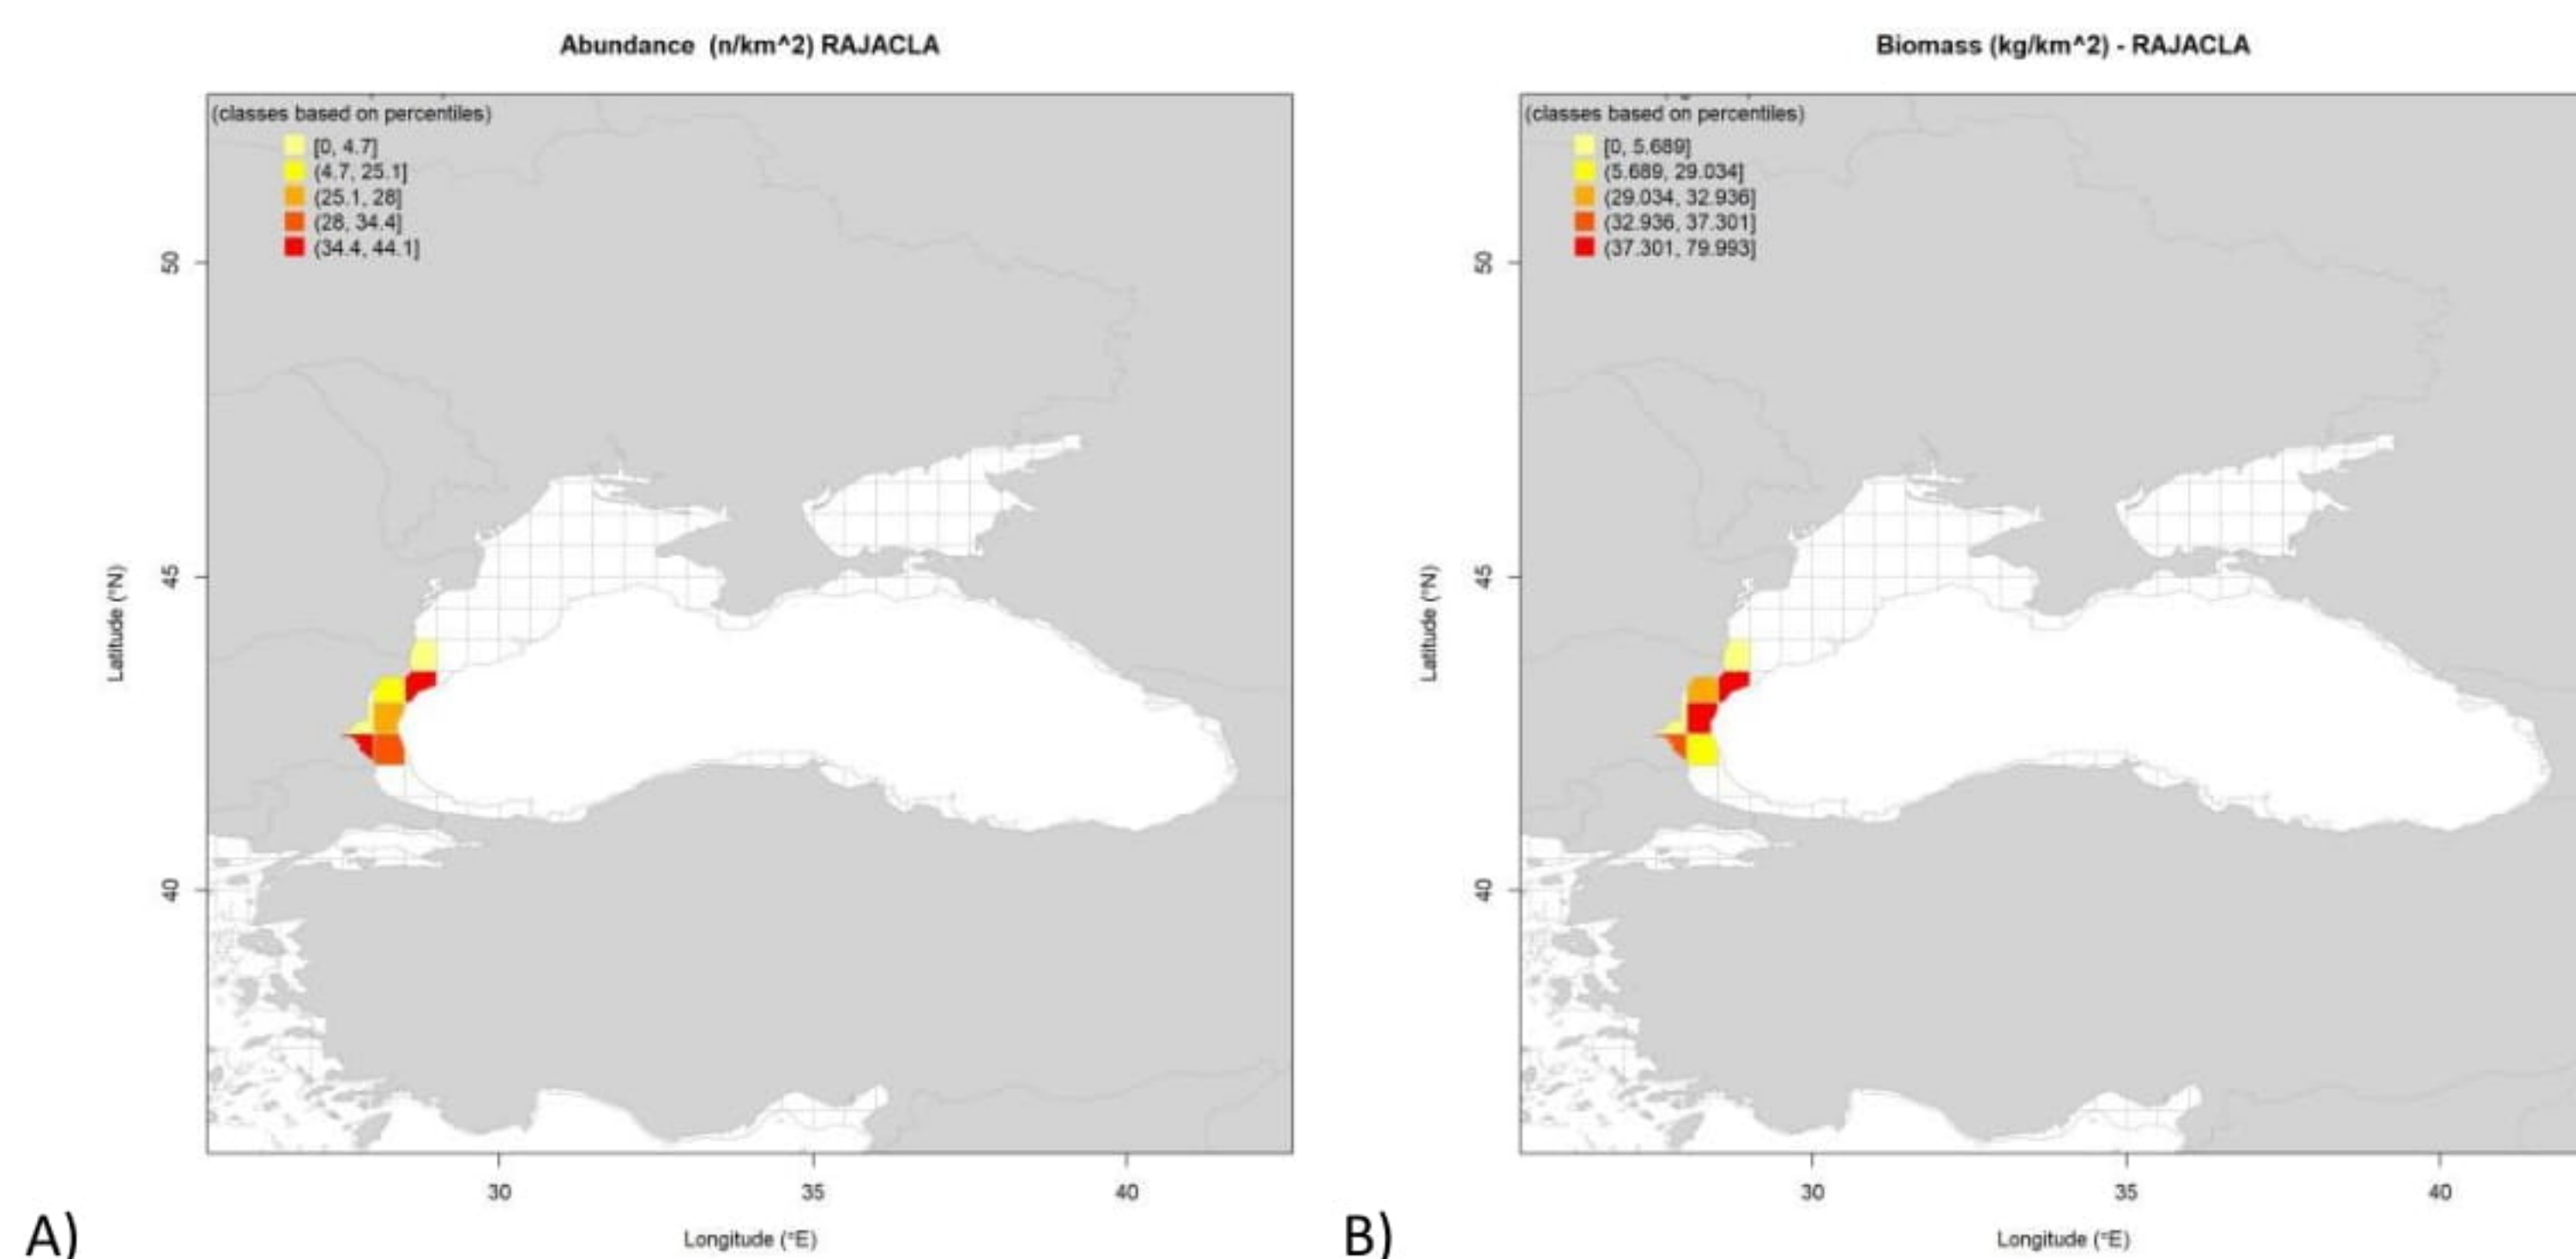 Abundance (n/km^2) RAJACLA
(classes based on percentiles)
[0, 4.7]
(4.7, 25.1]
(25.1, 28]
(28, 34.4]
(34.4, 44.1]
50
45
40
Latitude (°N)
30
35
40
Longitude (°E)
A)
Biomass (kg/km^2) - RAJACLA
(classes based on percentiles)
[0, 5.689]
(5.689, 29.034]
(29.034, 32.936]
(32.936, 37.301]
(37.301, 79.993]
50
45
40
Latitude (°N)
30
35
40
Longitude (°E)
B)